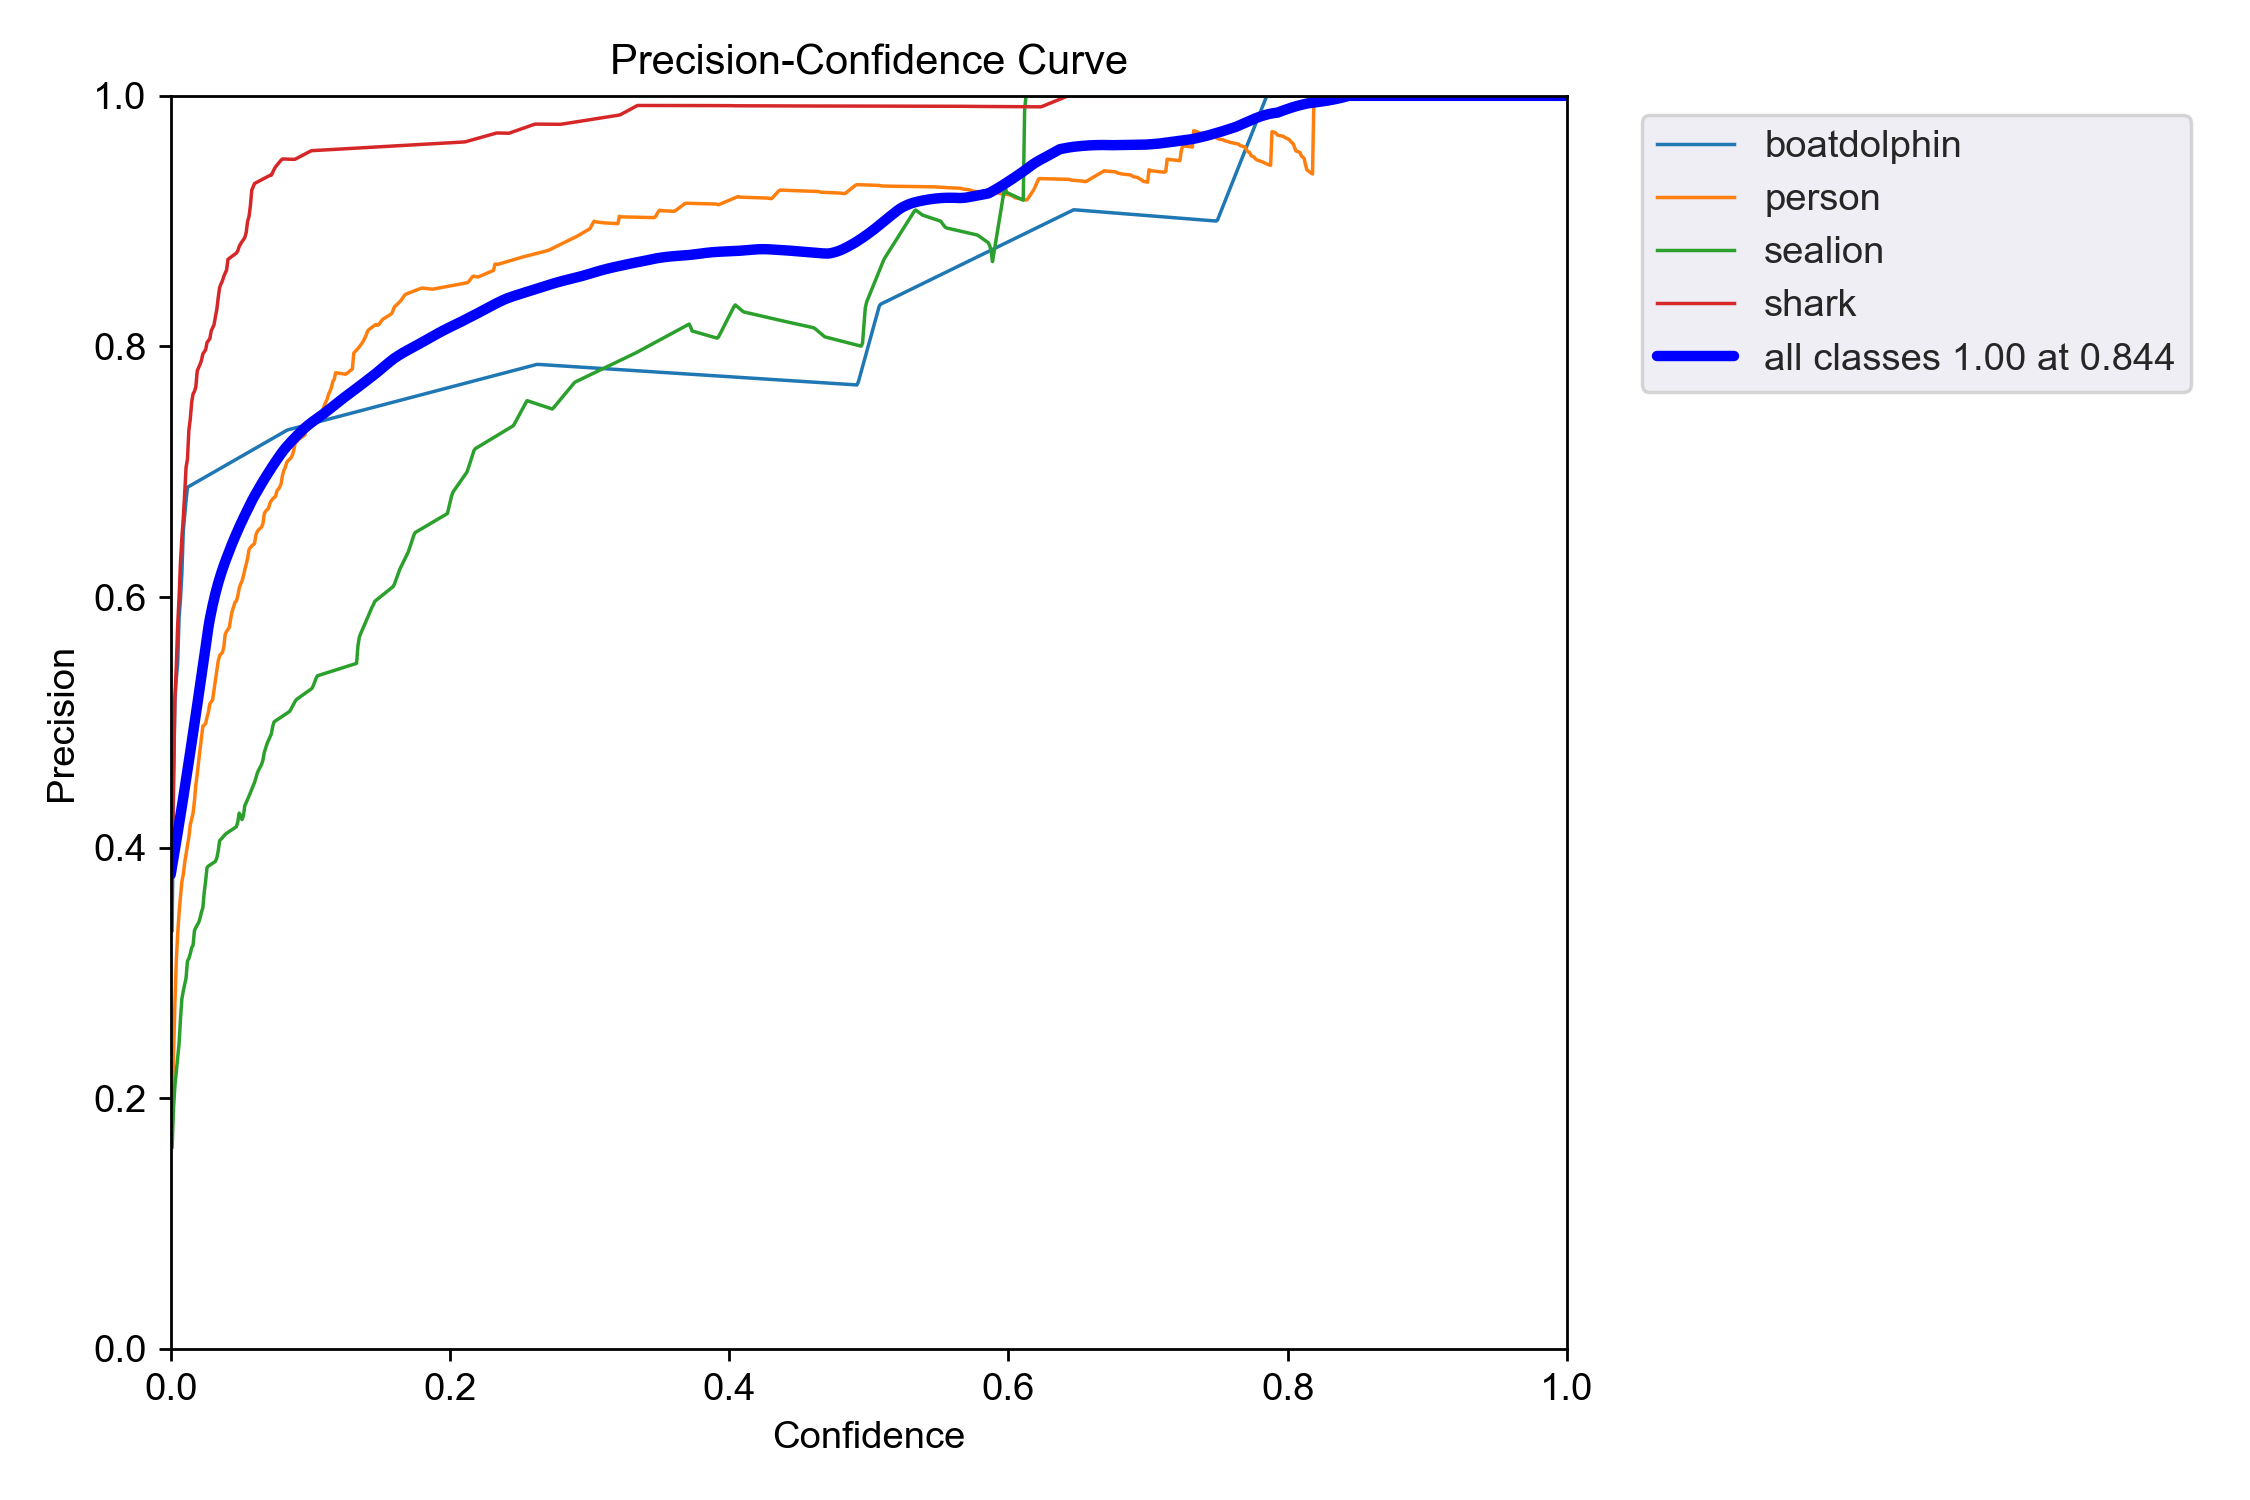 Precision-Confidence Curve
1.0
0.8
0.6
0.4
0.2
0.0
Precision
0.0 0.2 0.4 0.6 0.8 1.0
Confidence
boatdolphin
person
sealion
shark
all classes 1.00 at 0.844